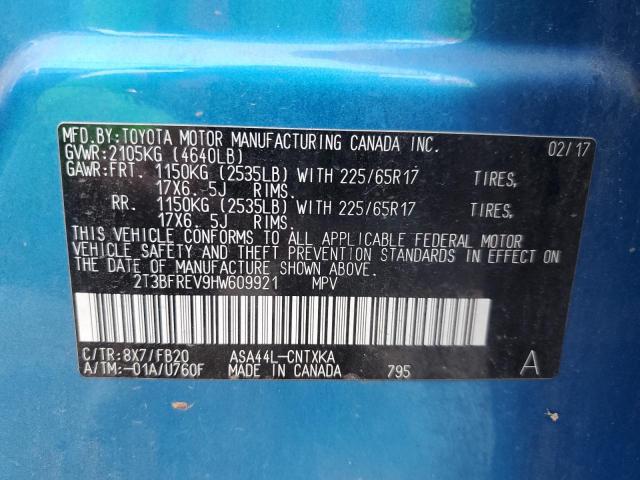 MFD.BY:TOYOTA MOTOR MANUFACTURING CANADA INC. 02/17
GVWR:2105KG (4640LB)
GAWR:FRT. 1150KG (2535LB) WITH 225/65R17 TIRES,
17X6. 5J RIMS.
RR. 1150KG (2535LB) WITH 225/65R17 TIRES,
17X6. 5J RIMS.
THIS VEHICLE CONFORMS TO ALL APPLICABLE FEDERAL MOTOR
VEHICLE SAFETY AND THEFT PREVENTION STANDARDS IN EFFECT ON
THE DATE OF MANUFACTURE SHOWN ABOVE.
2T3BFREV9HW609921 MPV
C/TR:8X7/FB20 ASA44L-CNTXKA
A/TM:-01A/U760F MADE IN CANADA 795 A